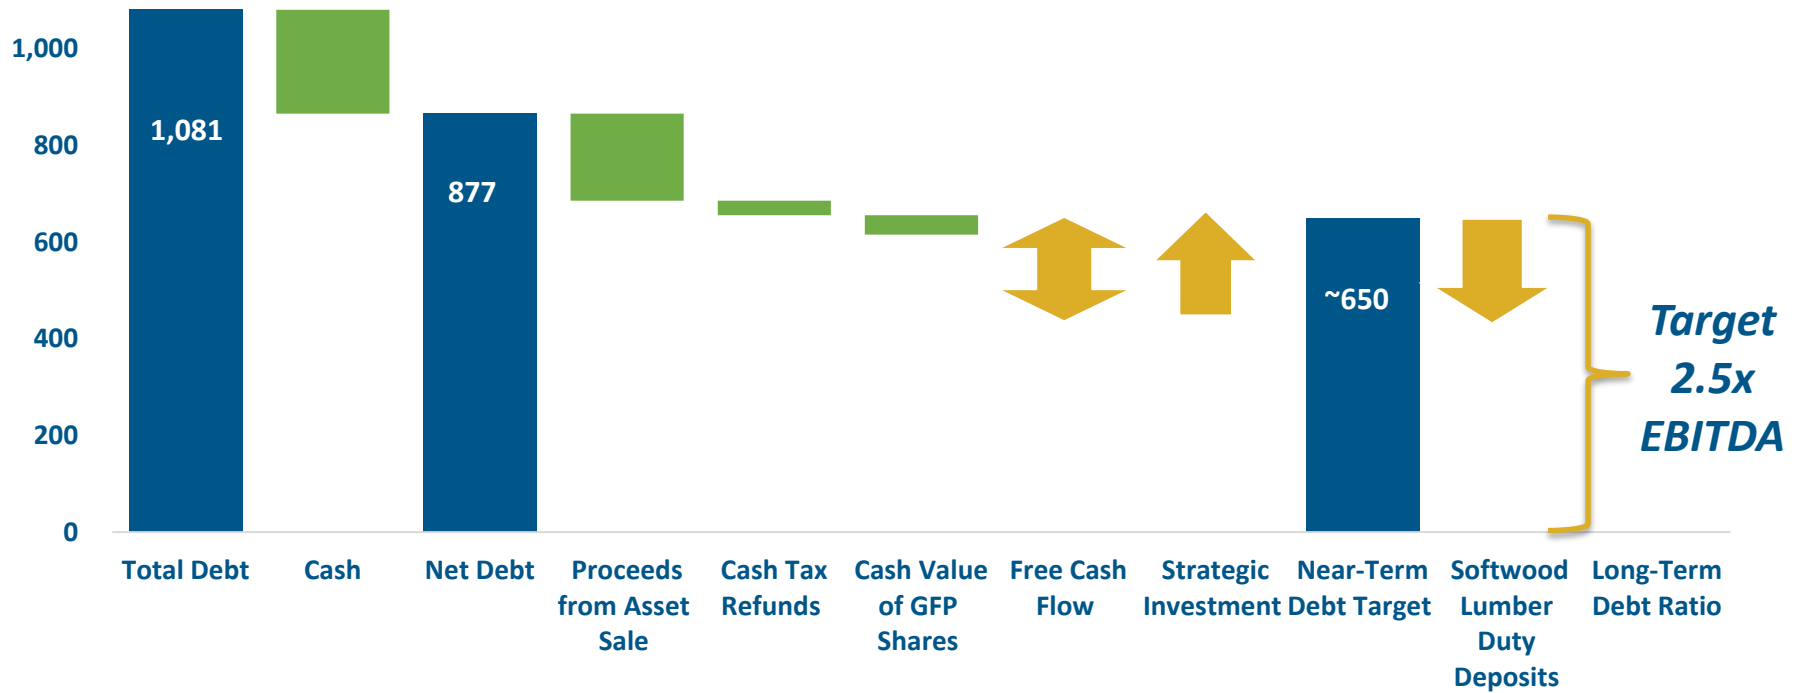 1,000
800
600
400
200
0
1,081
877
~650
Target
2.5x
EBITDA
Total Debt
Cash
Net Debt
Proceeds
from Asset
Sale
Cash Tax
Refunds
Cash Value
of GFP
Shares
Free Cash
Flow
Strategic
Investment
Near-Term
Debt Target
Softwood
Lumber
Duty
Deposits
Long-Term
Debt Ratio